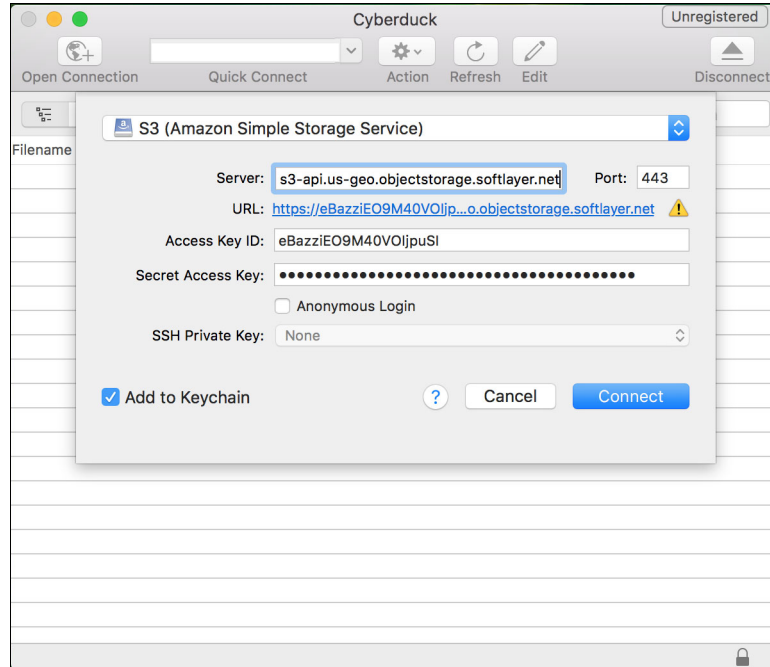 Cyberduck
Unregistered
Open Connection Quick Connect Action Refresh Edit Disconnect
Filename
S3 (Amazon Simple Storage Service)
Server: s3-api.us-geo.objectstorage.softlayer.net Port: 443
URL: https://eBazziEO9M40VOIjp...o.objectstorage.softlayer.net
Access Key ID: eBazziEO9M40VOIjpuSI
Secret Access Key: ••••••••••••••••••••••••••••••••••••••••
Anonymous Login
SSH Private Key: None
Add to Keychain ? Cancel Connect